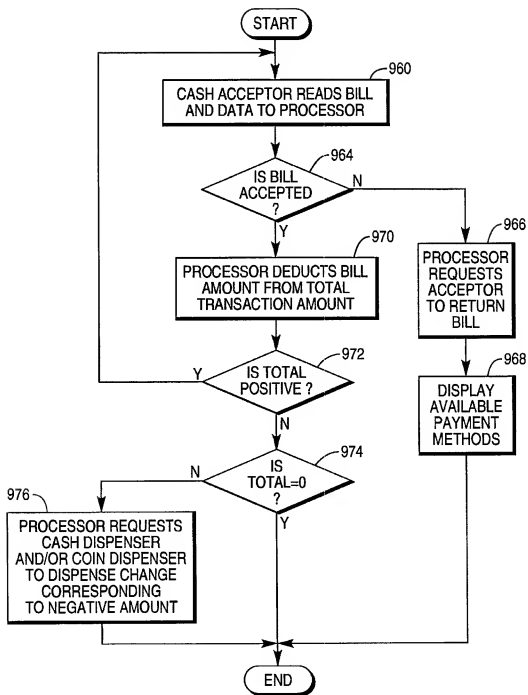 START
960
CASH ACCEPTOR READS BILL
AND DATA TO PROCESSOR
964
IS BILL
ACCEPTED
?
N
Y
970
PROCESSOR DEDUCTS BILL
AMOUNT FROM TOTAL
TRANSACTION AMOUNT
966
PROCESSOR
REQUESTS
ACCEPTOR
TO RETURN
BILL
972
IS TOTAL
POSITIVE ?
Y
N
968
DISPLAY
AVAILABLE
PAYMENT
METHODS
974
IS
TOTAL=0
?
N
Y
976
PROCESSOR REQUESTS
CASH DISPENSER
AND/OR COIN DISPENSER
TO DISPENSE CHANGE
CORRESPONDING
TO NEGATIVE AMOUNT
END